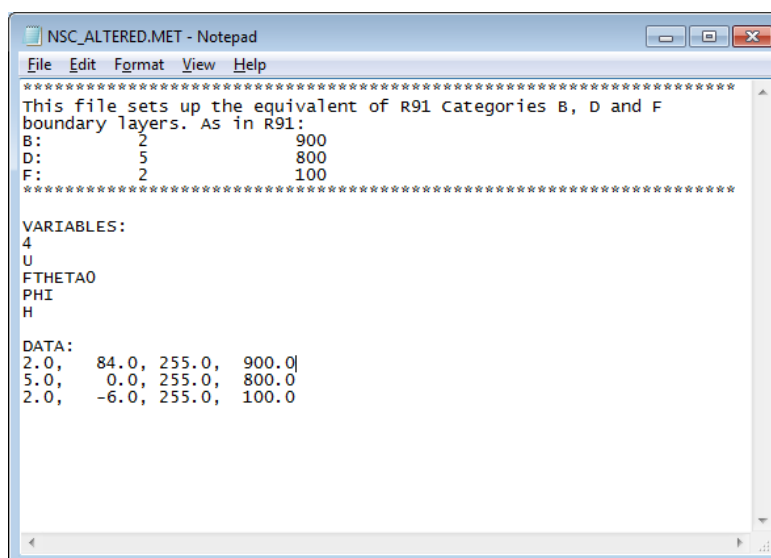 NSC_ALTERED.MET - Notepad
File Edit Format View Help
***********************************************************************
This file sets up the equivalent of R91 Categories B, D and F
boundary layers. As in R91:
B: 2 900
D: 5 800
F: 2 100
***********************************************************************
VARIABLES:
4
U
FTHETA0
PHI
H
DATA:
2.0, 84.0, 255.0, 900.0
5.0, 0.0, 255.0, 800.0
2.0, -6.0, 255.0, 100.0